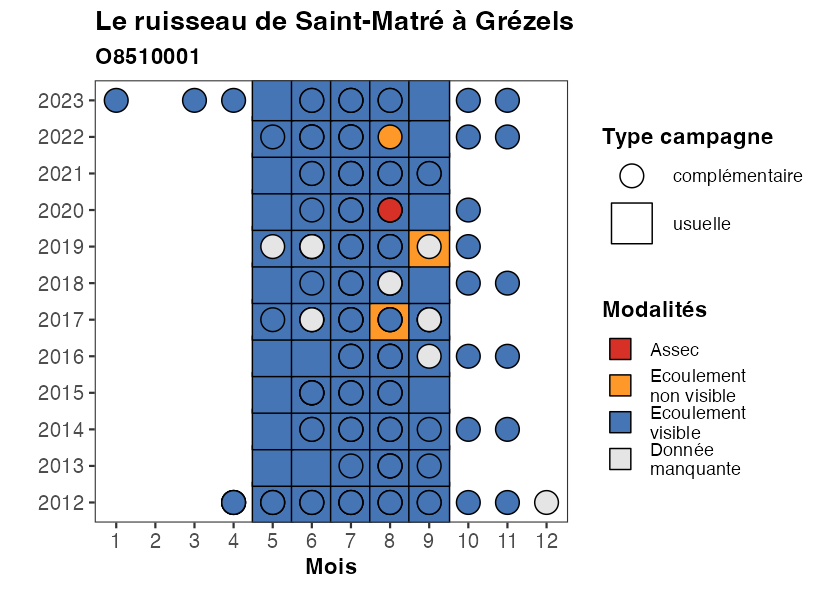 Le ruisseau de Saint-Matré à Grézels
O8510001
2023
2022
2021
2020
2019
2018
2017
2016
2015
2014
2013
2012
1 2 3 4 5 6 7 8 9 10 11 12
Mois
Type campagne
complémentaire
usuelle
Modalités
Assec
Ecoulement
non visible
Ecoulement
visible
Donnée
manquante